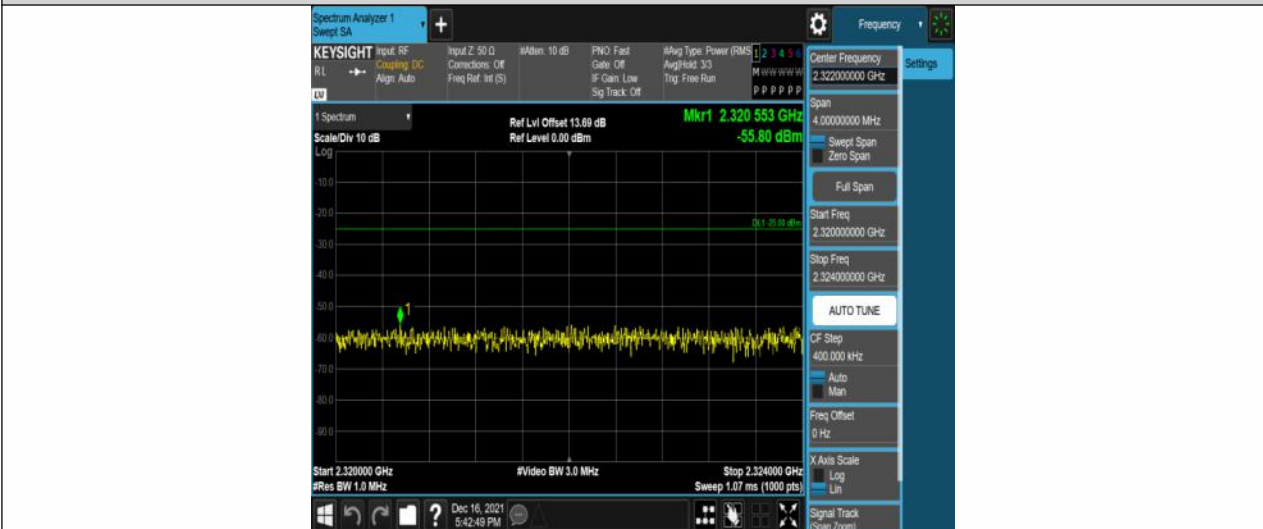 Spectrum Analyzer 1
Swept SA
+
Frequency
KEYSIGHT
Input: RF
Coupling: DC
Align: Auto
RL
Input Z: 50 Ω
Corrections: Off
Freq Ref: Int (S)
#Atten: 10 dB
PNO: Fast
Gate: Off
IF Gain: Low
Sig Track: Off
#Avg Type: Power (RMS
Avg|Hold: 3/3
Trig: Free Run
1 2 3 4 5 6
M W W W W W
P P P P P P
1 Spectrum
Scale/Div 10 dB
Log
Ref Lvl Offset 13.69 dB
Ref Level 0.00 dBm
Mkr1 2.320 553 GHz
-55.80 dBm
-10.0
-20.0
DL1 -25.00 dBm
-30.0
-40.0
-50.0
1
-60.0
-70.0
-80.0
-90.0
Start 2.320000 GHz
#Res BW 1.0 MHz
#Video BW 3.0 MHz
Stop 2.324000 GHz
Sweep 1.07 ms (1000 pts)
Center Frequency
2.322000000 GHz
Settings
Span
4.00000000 MHz
Swept Span
Zero Span
Full Span
Start Freq
2.320000000 GHz
Stop Freq
2.324000000 GHz
AUTO TUNE
CF Step
400.000 kHz
Auto
Man
Freq Offset
0 Hz
X Axis Scale
Log
Lin
Signal Track
(Span Zoom)
?
Dec 16, 2021
5:42:49 PM